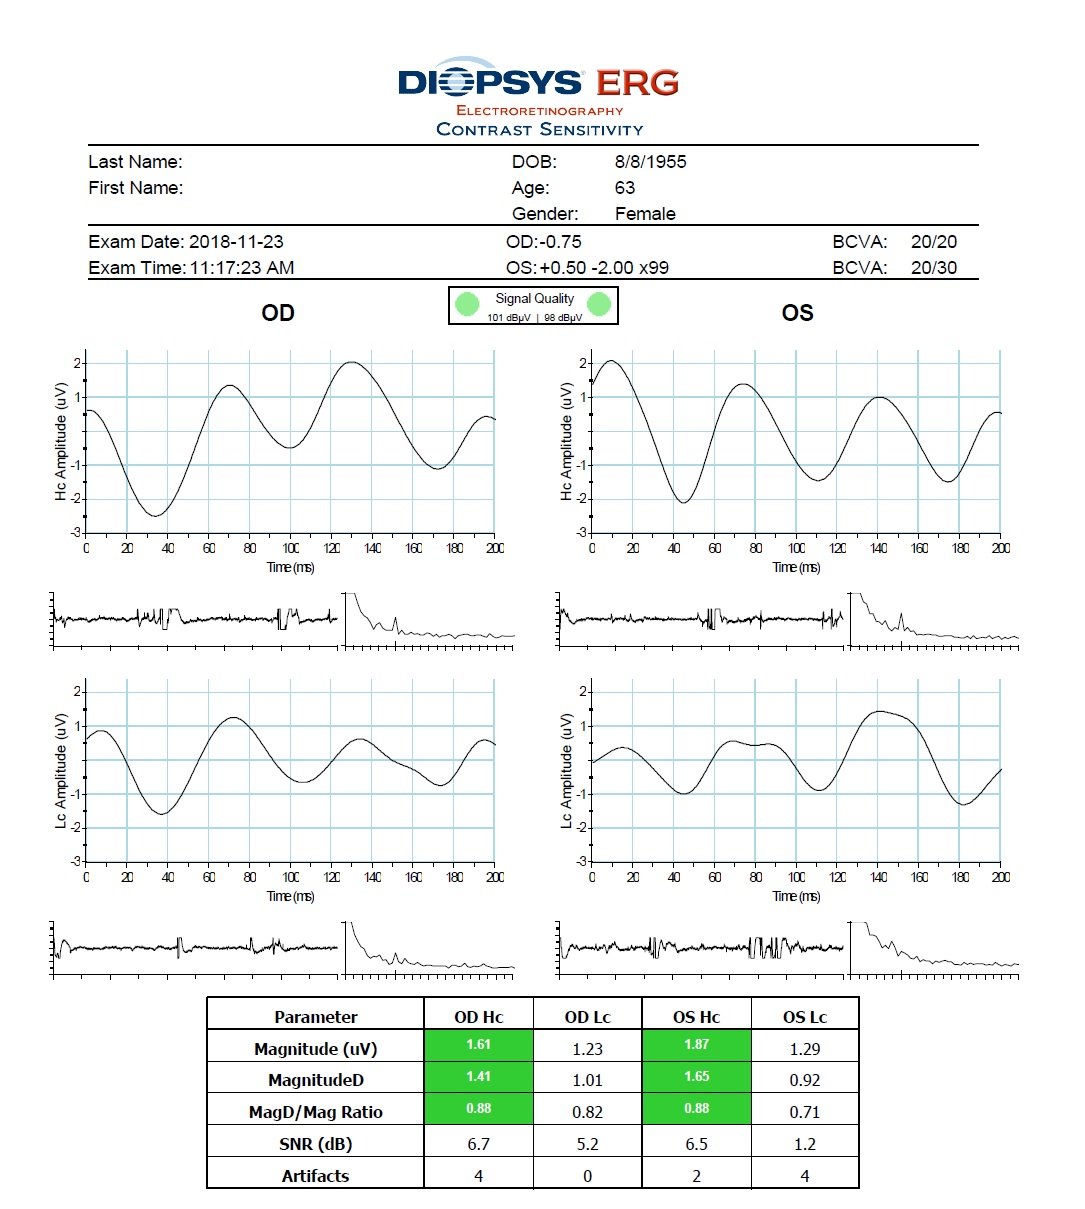 DIOPSYS® ERG
ELECTRORETINOGRAPHY
CONTRAST SENSITIVITY
Last Name: DOB: 8/8/1955
First Name: Age: 63
Gender: Female
Exam Date: 2018-11-23 OD:-0.75 BCVA: 20/20
Exam Time: 11:17:23 AM OS:+0.50 -2.00 x99 BCVA: 20/30
OD Signal Quality OS
101 dBµV | 98 dBµV
Hc Amplitude (uV)
2
1
-1
-2
-3
0 20 40 60 80 100 120 140 160 180 200
Time (ms)
Hc Amplitude (uV)
2
1
-1
-2
-3
0 20 40 60 80 100 120 140 160 180 200
Time (ms)
Lc Amplitude (uV)
2
1
-1
-2
-3
0 20 40 60 80 100 120 140 160 180 200
Time (ms)
Lc Amplitude (uV)
2
1
-1
-2
-3
0 20 40 60 80 100 120 140 160 180 200
Time (ms)
Parameter OD Hc OD Lc OS Hc OS Lc
Magnitude (uV) 1.61 1.23 1.87 1.29
MagnitudeD 1.41 1.01 1.65 0.92
MagD/Mag Ratio 0.88 0.82 0.88 0.71
SNR (dB) 6.7 5.2 6.5 1.2
Artifacts 4 0 2 4